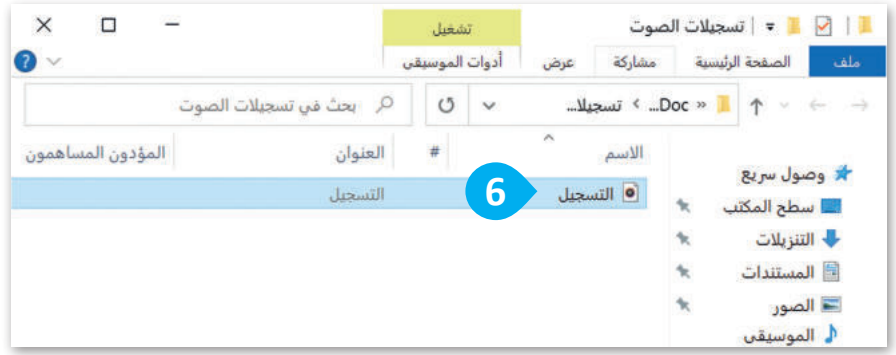 تسجيلات الصوت
تشغيل
ملف
الصفحة الرئيسية
مشاركة
عرض
أدوات الموسيقى
?
Doc... « تسجيلا...
بحث في تسجيلات الصوت
الاسم
#
العنوان
المؤدون المساهمون
التسجيل
6
التسجيل
وصول سريع
سطح المكتب
التنزيلات
المستندات
الصور
الموسيقى